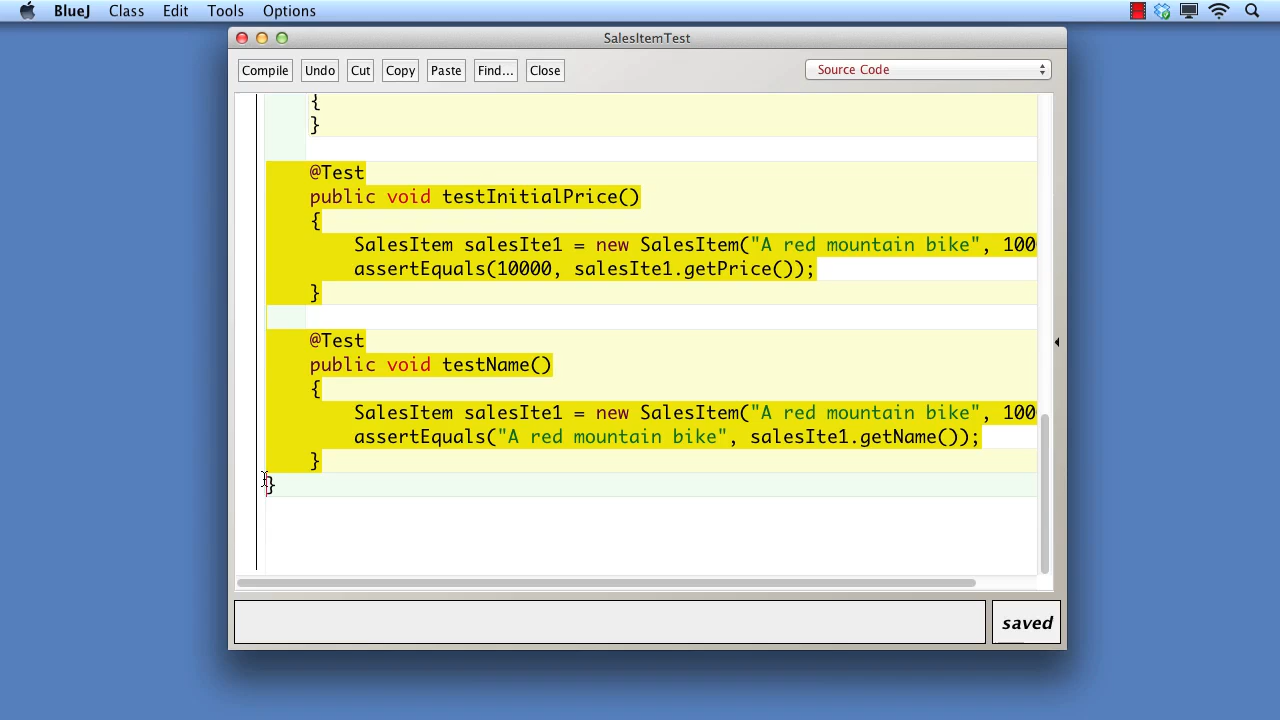 BlueJ Class Edit Tools Options
SalesItemTest
Compile Undo Cut Copy Paste Find... Close Source Code
{
}
@Test
public void testInitialPrice()
{
SalesItem salesIte1 = new SalesItem("A red mountain bike", 100
assertEquals(10000, salesIte1.getPrice());
}
@Test
public void testName()
{
SalesItem salesIte1 = new SalesItem("A red mountain bike", 100
assertEquals("A red mountain bike", salesIte1.getName());
}
}
saved